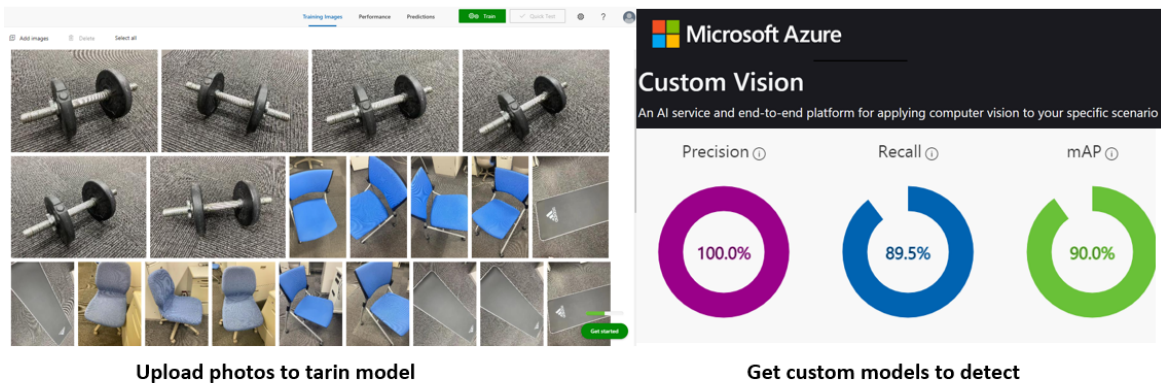 Training Images Performance Predictions Train Quick Test ?
Add images Delete Select all
Get started
Microsoft Azure
Custom Vision
An AI service and end-to-end platform for applying computer vision to your specific scenario
Precision Recall mAP
100.0% 89.5% 90.0%
Upload photos to tarin model
Get custom models to detect